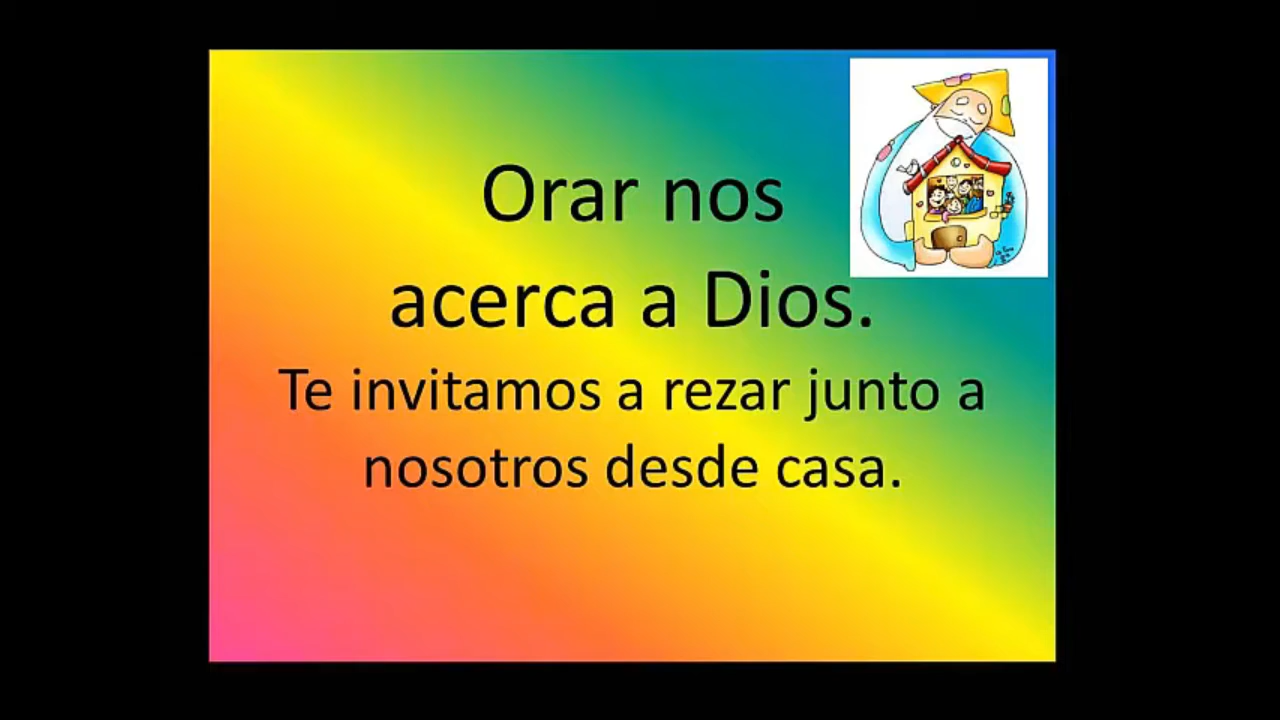 Orar nos
acerca a Dios.
Te invitamos a rezar junto a
nosotros desde casa.